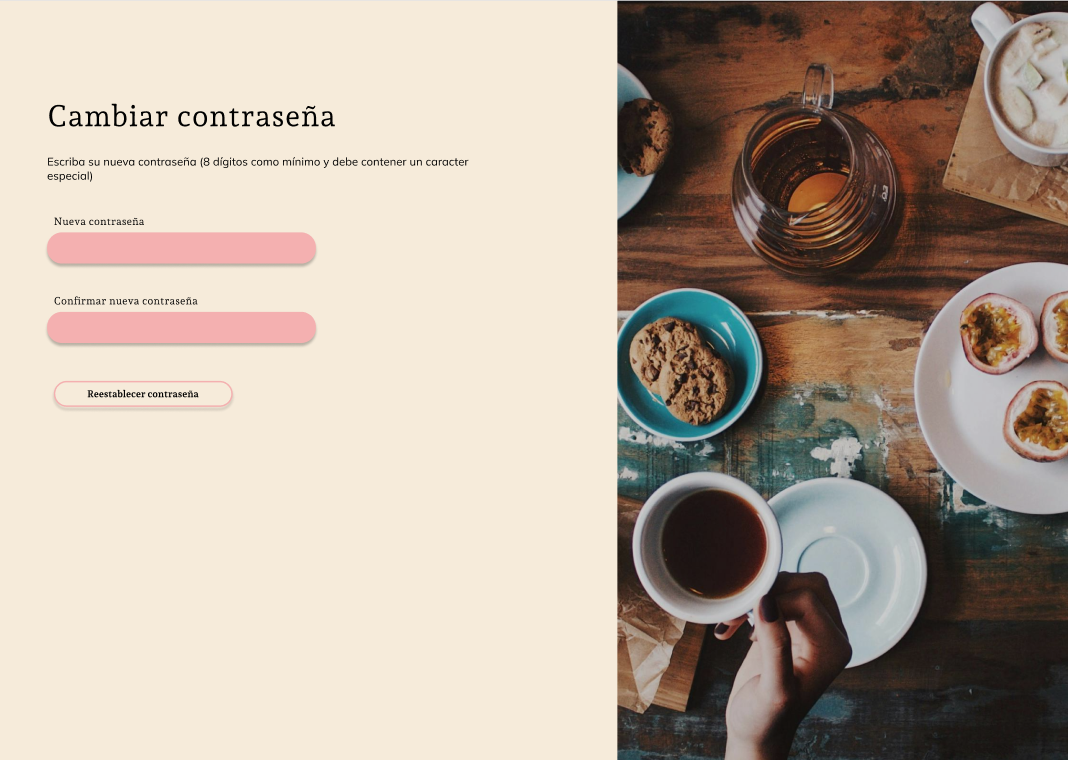 Cambiar contraseña
Escriba su nueva contraseña (8 dígitos como mínimo y debe contener un caracter
especial)
Nueva contraseña
Confirmar nueva contraseña
Reestablecer contraseña